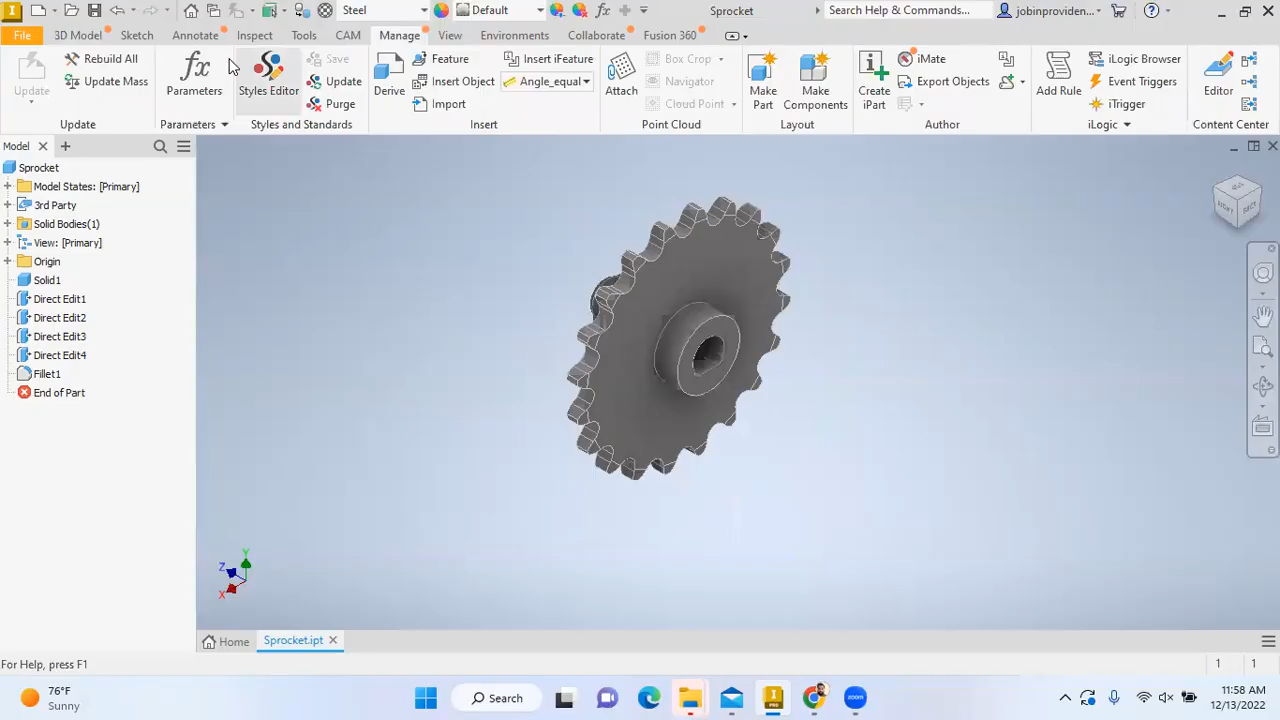 Steel
Default
fx
Sprocket
Search Help & Commands...
jobinproviden...
File
3D Model
Sketch
Annotate
Inspect
Tools
CAM
Manage
View
Environments
Collaborate
Fusion 360
Update
Rebuild All
Update Mass
Update
fx
Parameters
Parameters
Styles Editor
Save
Update
Purge
Styles and Standards
Derive
Feature
Insert Object
Import
Insert iFeature
Angle_equal
Insert
Attach
Box Crop
Navigator
Cloud Point
Point Cloud
Make Part
Make Components
Layout
Create iPart
iMate
Export Objects
Author
Add Rule
iLogic Browser
Event Triggers
iTrigger
iLogic
Editor
Content Center
Model
Sprocket
Model States: [Primary]
3rd Party
Solid Bodies(1)
View: [Primary]
Origin
Solid1
Direct Edit1
Direct Edit2
Direct Edit3
Direct Edit4
Fillet1
End of Part
Y
Z
X
Home
Sprocket.ipt
For Help, press F1
1
1
76°F
Sunny
Search
11:58 AM
12/13/2022